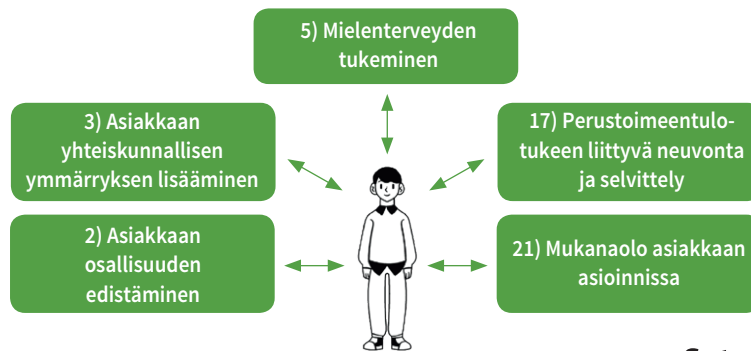 5) Mielenterveyden
tukeminen
3) Asiakkaan
yhteiskunnallisen
ymmärryksen lisääminen
17) Perustoimeentulo-
tukeen liittyvä neuvonta
ja selvittely
2) Asiakkaan
osallisuuden
edistäminen
21) Mukanaolo asiakkaan
asioinnissa